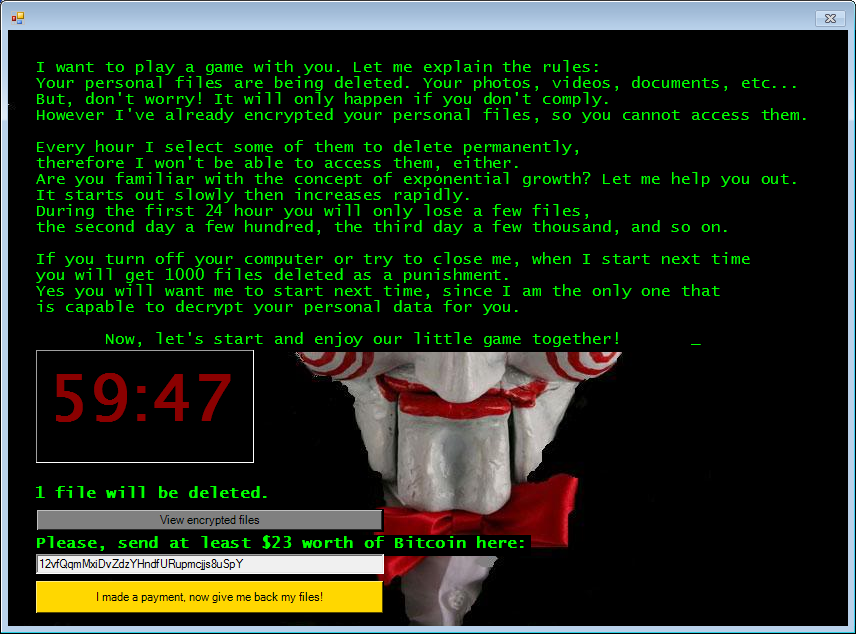 I want to play a game with you. Let me explain the rules:
Your personal files are being deleted. Your photos, videos, documents, etc...
But, don't worry! It will only happen if you don't comply.
However I've already encrypted your personal files, so you cannot access them.
Every hour I select some of them to delete permanently,
therefore I won't be able to access them, either.
Are you familiar with the concept of exponential growth? Let me help you out.
It starts out slowly then increases rapidly.
During the first 24 hour you will only lose a few files,
the second day a few hundred, the third day a few thousand, and so on.
If you turn off your computer or try to close me, when I start next time
you will get 1000 files deleted as a punishment.
Yes you will want me to start next time, since I am the only one that
is capable to decrypt your personal data for you.
Now, let's start and enjoy our little game together! _
59:47
1 file will be deleted.
View encrypted files
Please, send at least $23 worth of Bitcoin here:
12vfQqmMxiDvZdzYHndfURupmcjjs8uSpY
I made a payment, now give me back my files!